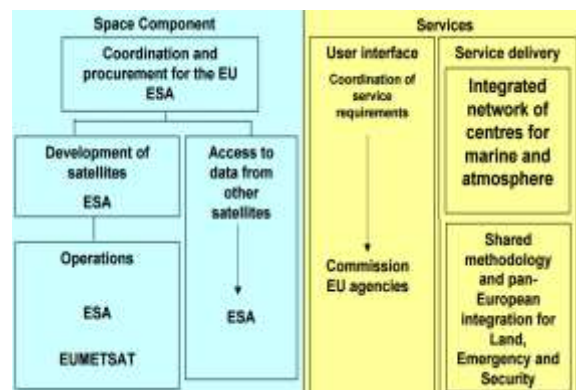 Space Component
Coordination and
procurement for the EU
ESA
Development of
satellites
ESA
Access to
data from
other
satellites
Operations
ESA
EUMETSAT
ESA
Services
User interface
Coordination of
service
requirements
Commission
EU agencies
Service delivery
Integrated
network of
centres for
marine and
atmosphere
Shared
methodology
and pan-
European
integration for
Land,
Emergency and
Security